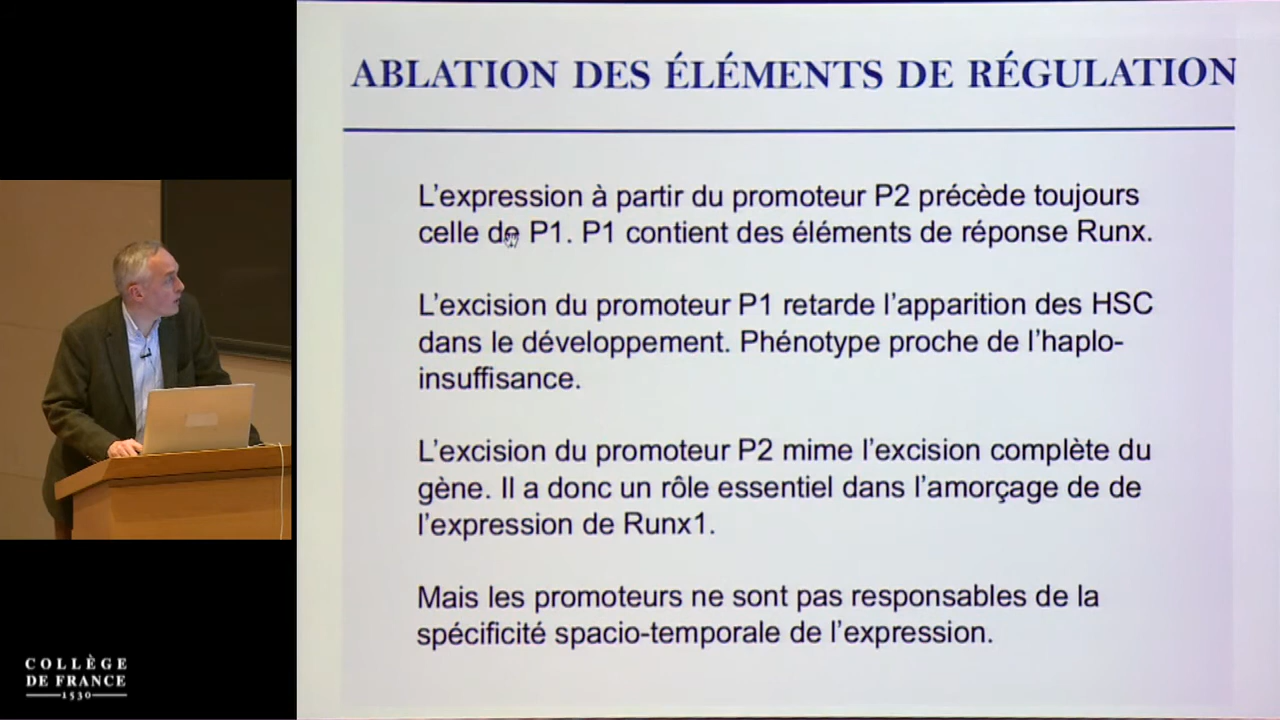 ABLATION DES ÉLÉMENTS DE RÉGULATION
L'expression à partir du promoteur P2 précède toujours
celle de P1. P1 contient des éléments de réponse Runx.
L'excision du promoteur P1 retarde l'apparition des HSC
dans le développement. Phénotype proche de l'haplo-
insuffisance.
L'excision du promoteur P2 mime l'excision complète du
gène. Il a donc un rôle essentiel dans l'amorçage de de
l'expression de Runx1.
Mais les promoteurs ne sont pas responsables de la
spécificité spacio-temporale de l'expression.
COLLÈGE
DE FRANCE
1530